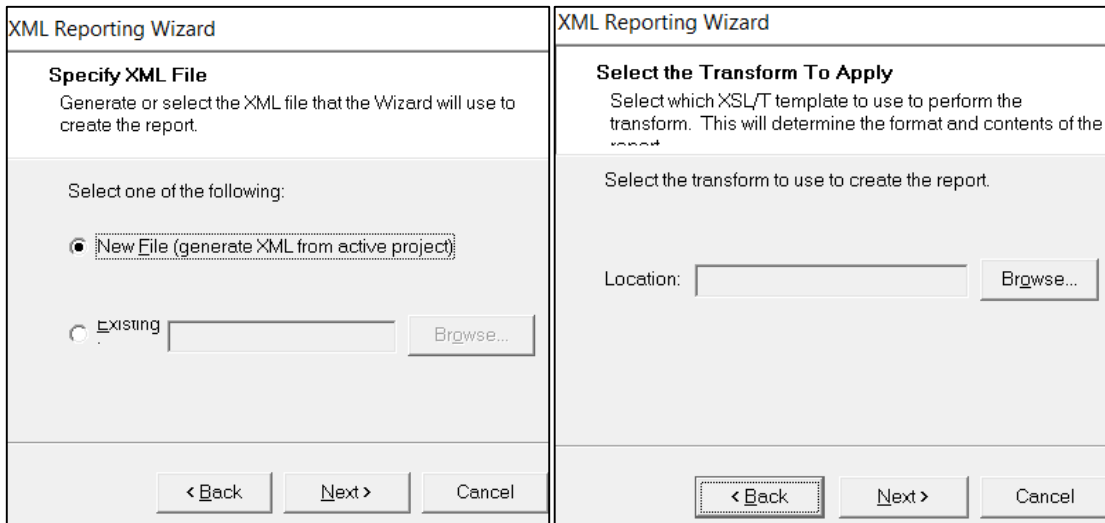 XML Reporting Wizard
Specify XML File
Generate or select the XML file that the Wizard will use to
create the report.
Select one of the following:
New File (generate XML from active project)
Existing
Browse...
< Back
Next >
Cancel
XML Reporting Wizard
Select the Transform To Apply
Select which XSL/T template to use to perform the
transform. This will determine the format and contents of the
report
Select the transform to use to create the report.
Location:
Browse...
< Back
Next >
Cancel